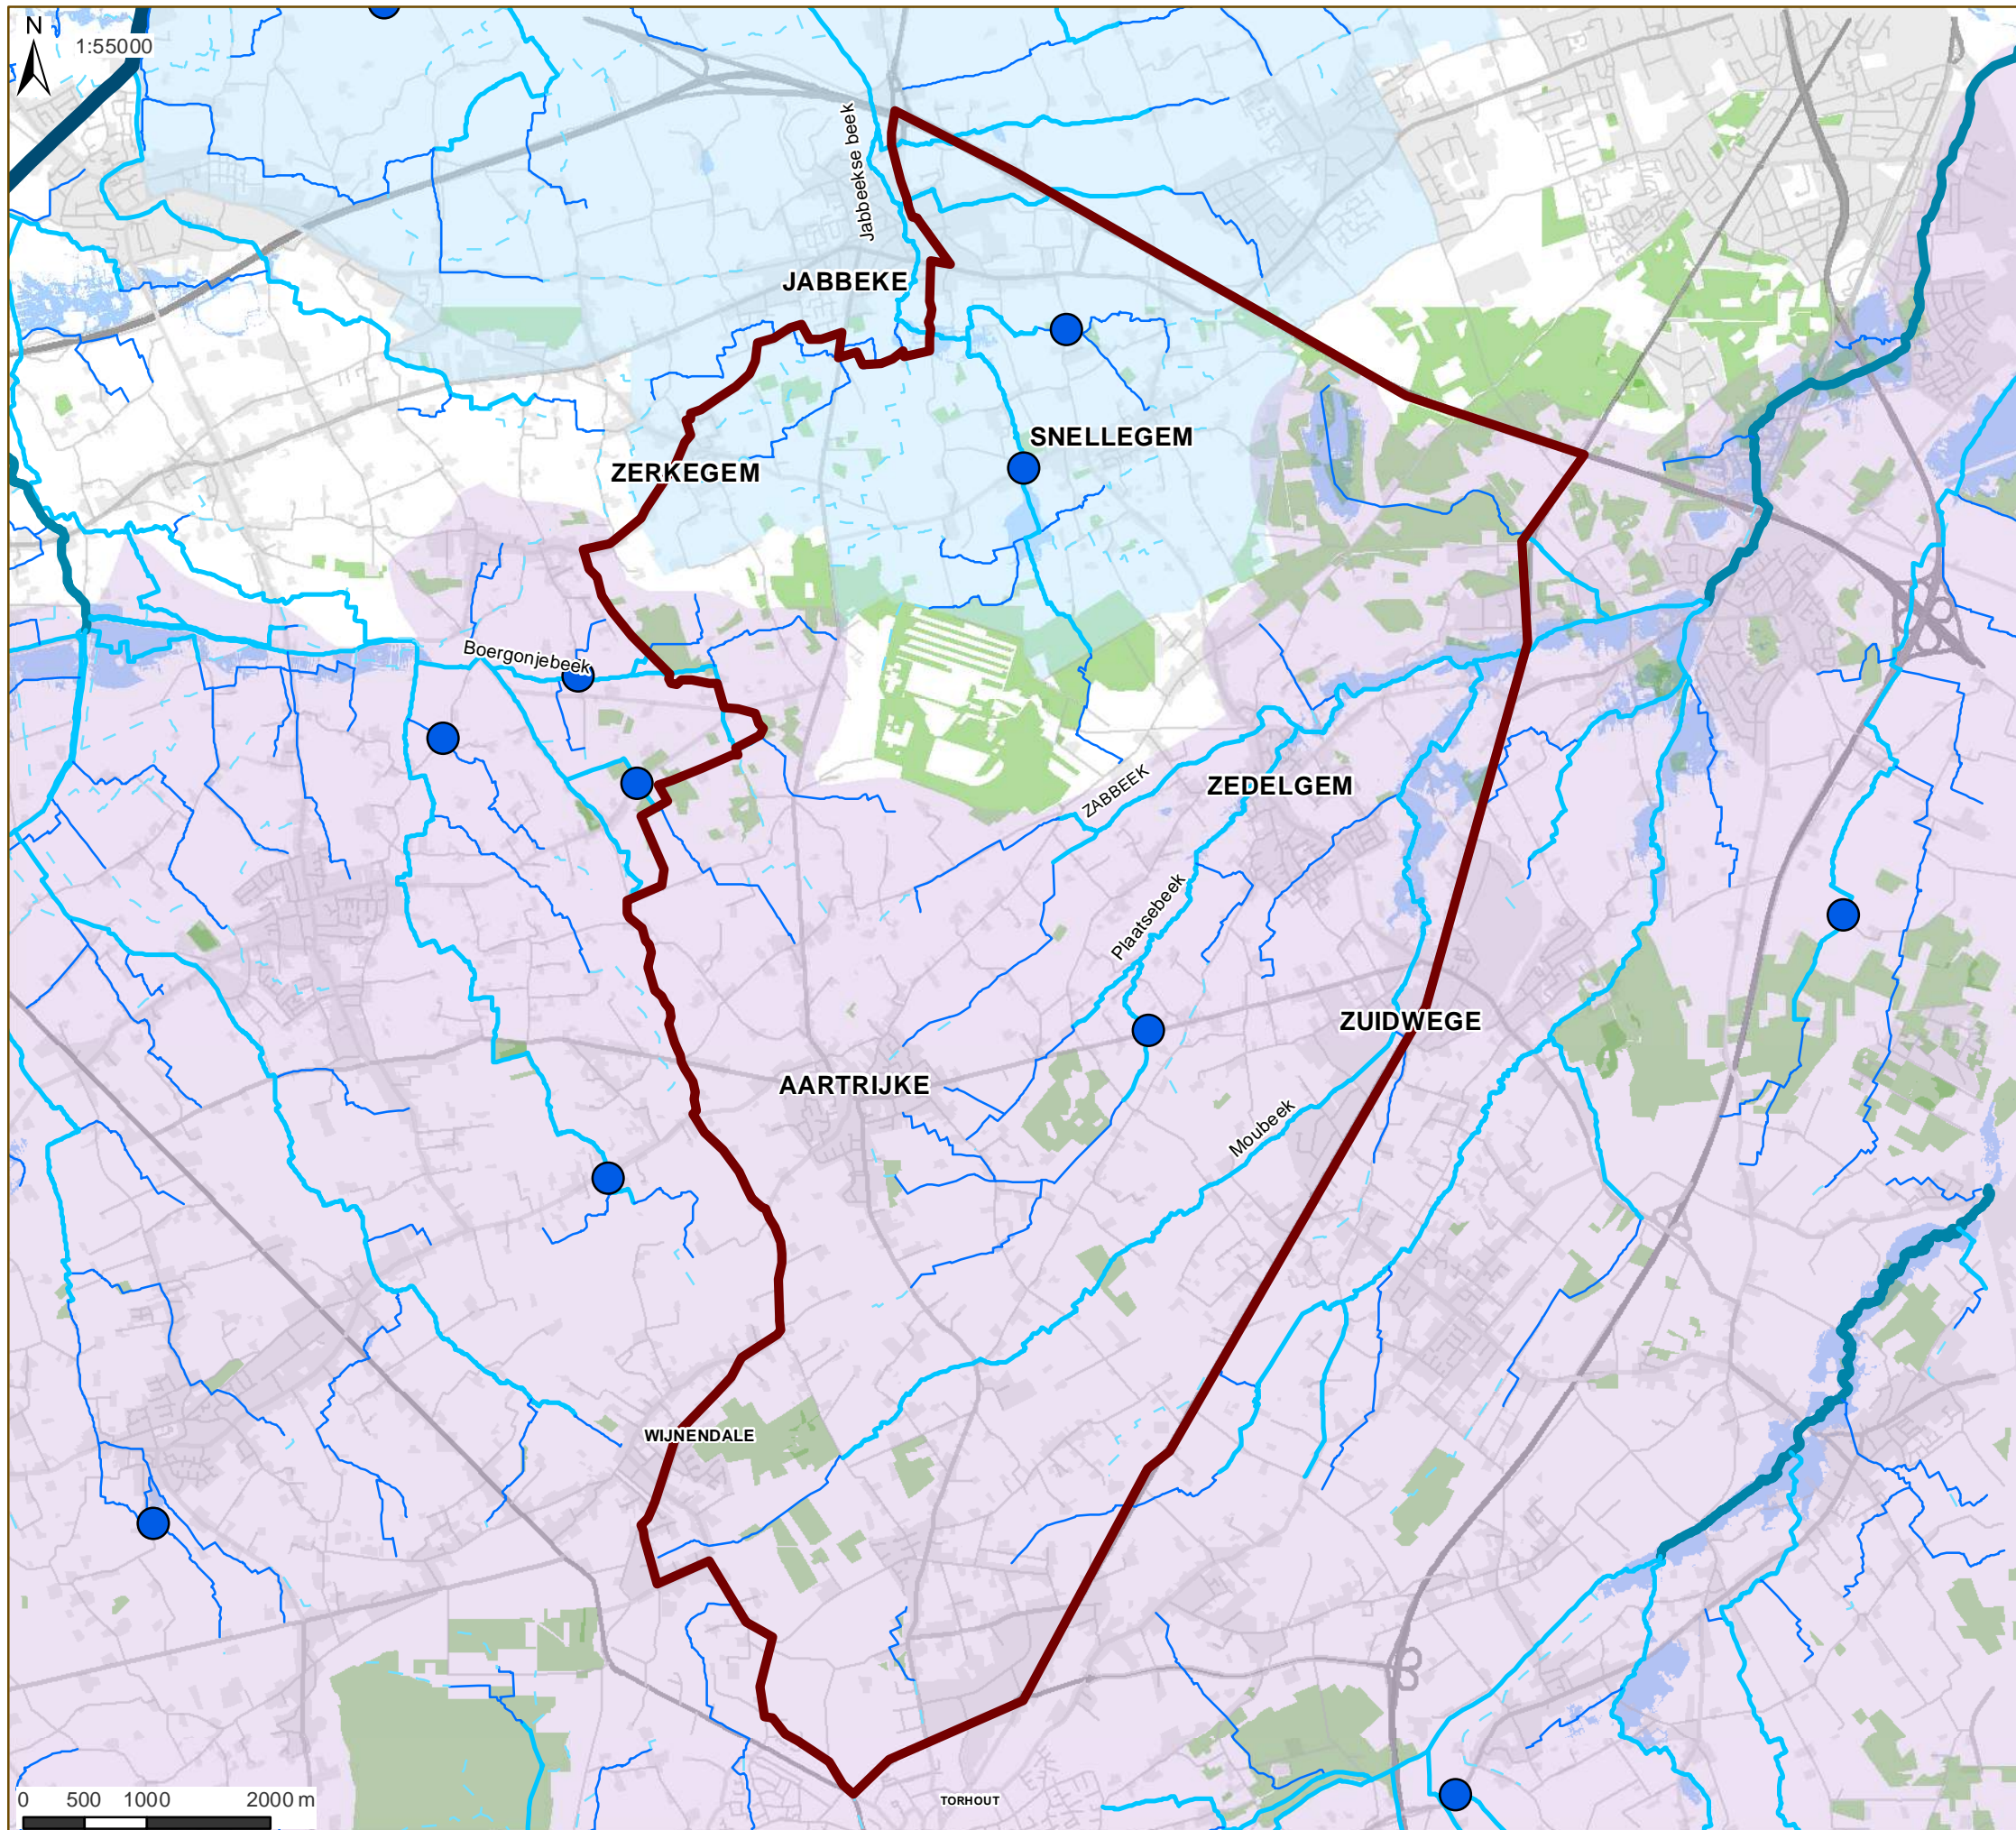 N
1:55000
Jabbeekse beek
JABBEKE
SNELLEGEM
ZERKEGEM
Boergonjebeek
ZABBEEK
ZEDELGEM
Plaatsebeek
ZUIDWEGE
AARTRIJKE
Moubeek
WIJNENDALE
TORHOUT
0 500 1000 2000 m